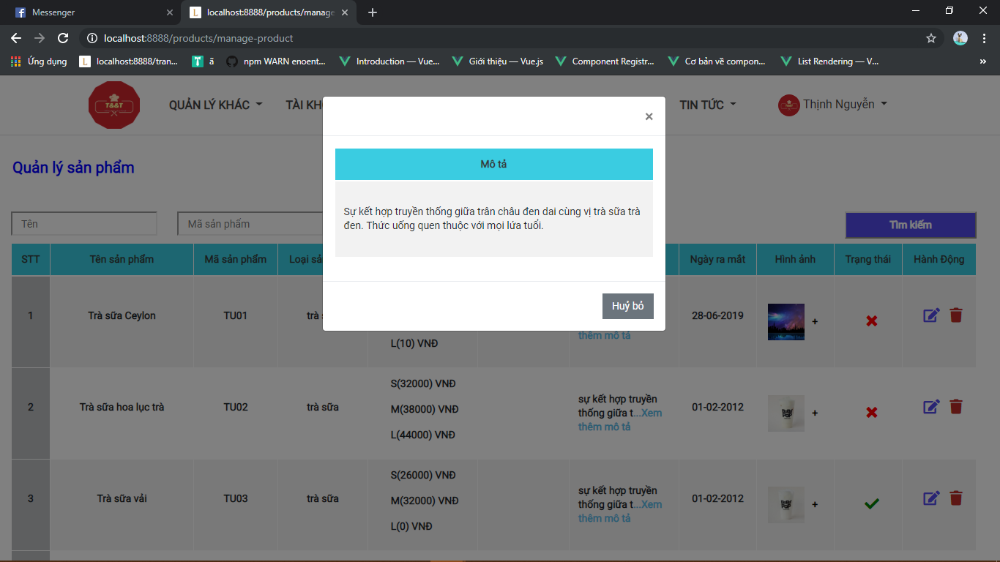 Messenger
localhost:8888/products/manage
localhost:8888/products/manage-product
Ứng dụng
localhost:8888/tran...
ã
npm WARN enoent...
Introduction — Vue...
Giới thiệu — Vue.js
Component Registr...
Cơ bản về compon...
List Rendering — V...
T&&T
QUẢN LÝ KHÁC
TÀI KH
TIN TỨC
Thịnh Nguyễn
×
Quản lý sản phẩm
Mô tả
Sự kết hợp truyền thống giữa trân châu đen dai cùng vị trà sữa trà
đen. Thức uống quen thuộc với mọi lứa tuổi.
Huỷ bỏ
Tên
Mã sản phẩm
Tìm kiếm
STT
Tên sản phẩm
Mã sản phẩm
Loại sả
Ngày ra mắt
Hình ảnh
Trạng thái
Hành Động
1
Trà sữa Ceylon
TU01
trà s
L(10) VNĐ
thêm mô tả
28-06-2019
+
2
Trà sữa hoa lục trà
TU02
trà sữa
S(32000) VNĐ
M(38000) VNĐ
L(44000) VNĐ
sự kết hợp truyền
thống giữa t...Xem
thêm mô tả
01-02-2012
+
3
Trà sữa vải
TU03
trà sữa
S(26000) VNĐ
M(32000) VNĐ
L(0) VNĐ
sự kết hợp truyền
thống giữa t...Xem
thêm mô tả
01-02-2012
+